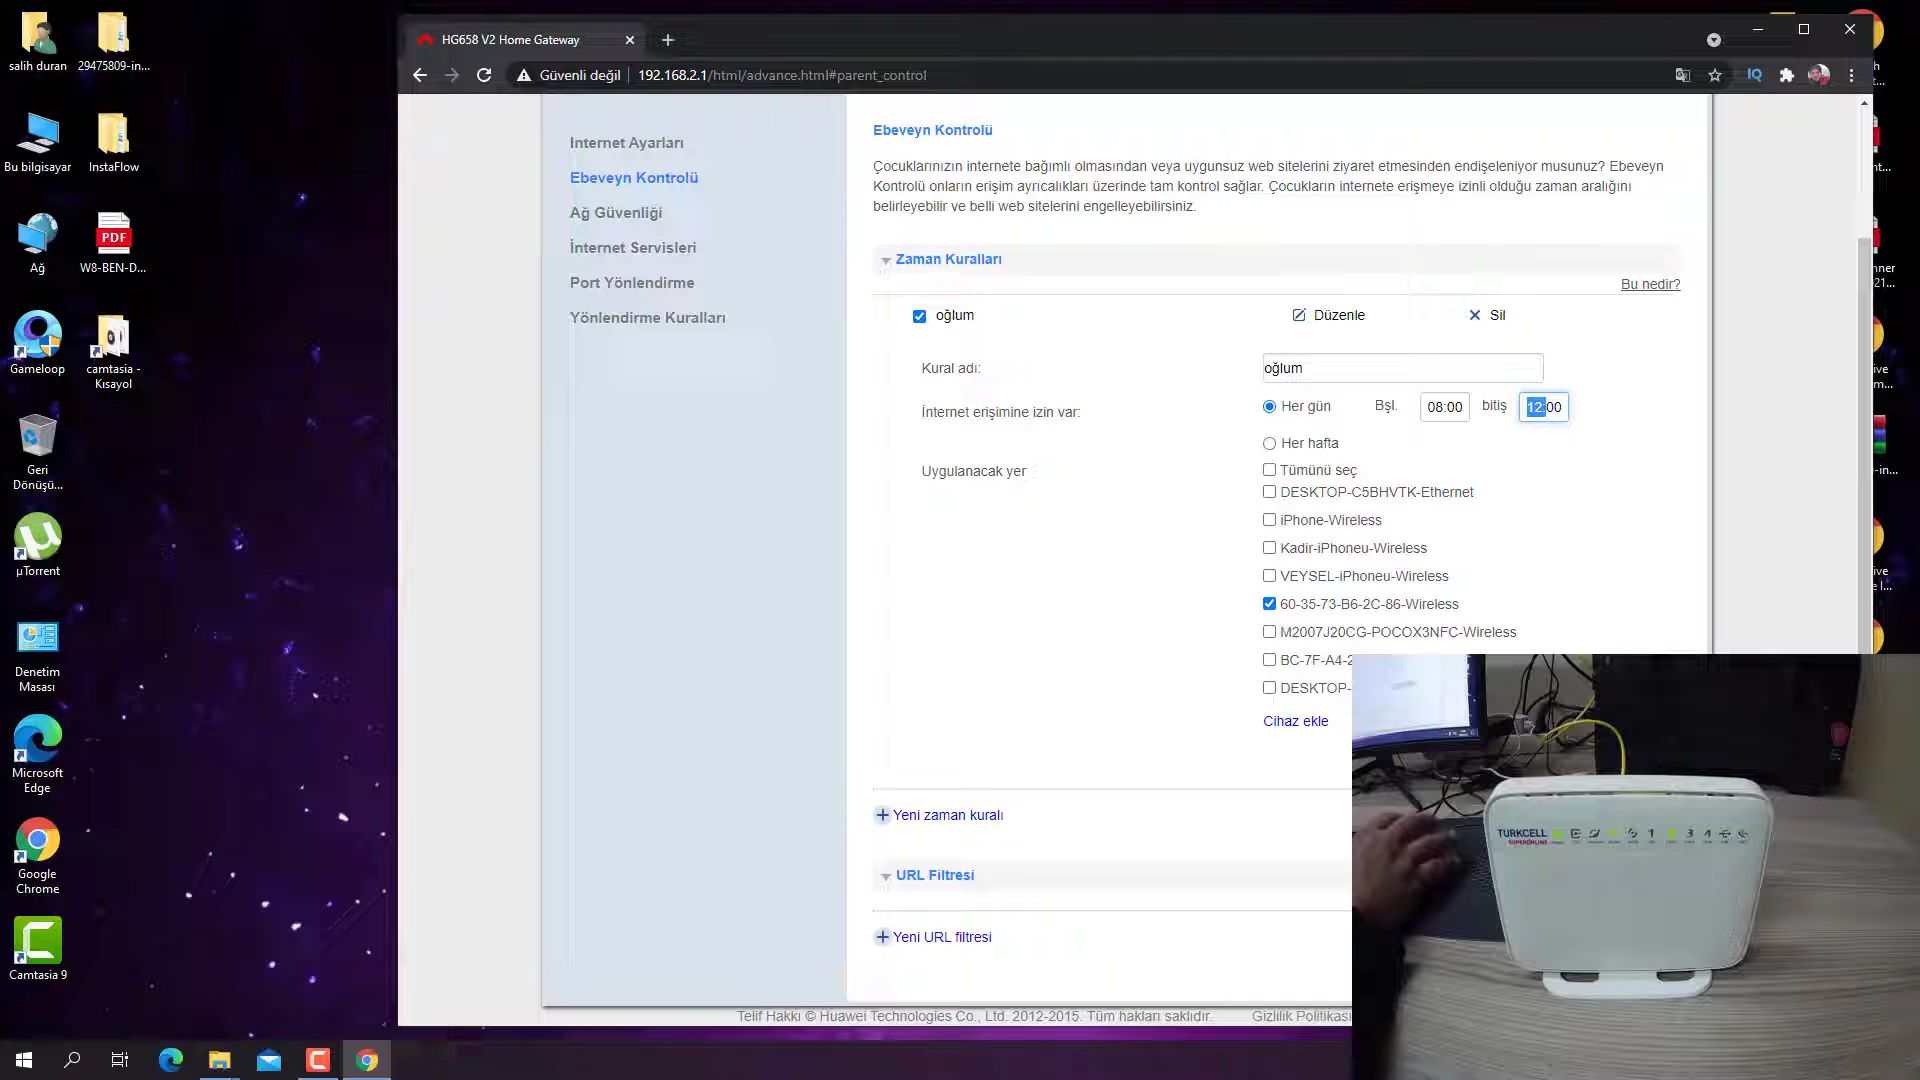 salih duran
29475809-in...
Bu bilgisayar
InstaFlow
Ağ
W8-BEN-D...
PDF
Gameloop
camtasia -
Kısayol
Geri
Dönüşü...
µTorrent
Denetim
Masası
Microsoft
Edge
Google
Chrome
Camtasia 9
HG658 V2 Home Gateway
Güvenli değil
192.168.2.1/html/advance.html#parent_control
IQ
Internet Ayarları
Ebeveyn Kontrolü
Ağ Güvenliği
İnternet Servisleri
Port Yönlendirme
Yönlendirme Kuralları
Ebeveyn Kontrolü
Çocuklarınızın internete bağımlı olmasından veya uygunsuz web sitelerini ziyaret etmesinden endişeleniyor musunuz? Ebeveyn
Kontrolü onların erişim ayrıcalıkları üzerinde tam kontrol sağlar. Çocukların internete erişmeye izinli olduğu zaman aralığını
belirleyebilir ve belli web sitelerini engelleyebilirsiniz.
Zaman Kuralları
Bu nedir?
oğlum
Düzenle
Sil
Kural adı:
oğlum
İnternet erişimine izin var:
Her gün
Bşl.
08:00
bitiş
12:00
Her hafta
Uygulanacak yer
Tümünü seç
DESKTOP-C5BHVTK-Ethernet
iPhone-Wireless
Kadir-iPhoneu-Wireless
VEYSEL-iPhoneu-Wireless
60-35-73-B6-2C-86-Wireless
M2007J20CG-POCOX3NFC-Wireless
BC-7F-A4-2
DESKTOP-
Cihaz ekle
Yeni zaman kuralı
URL Filtresi
Yeni URL filtresi
Telif Hakkı © Huawei Technologies Co., Ltd. 2012-2015. Tüm hakları saklıdır.
Gizlilik Politikası
TURKCELL
SUPERONLINE